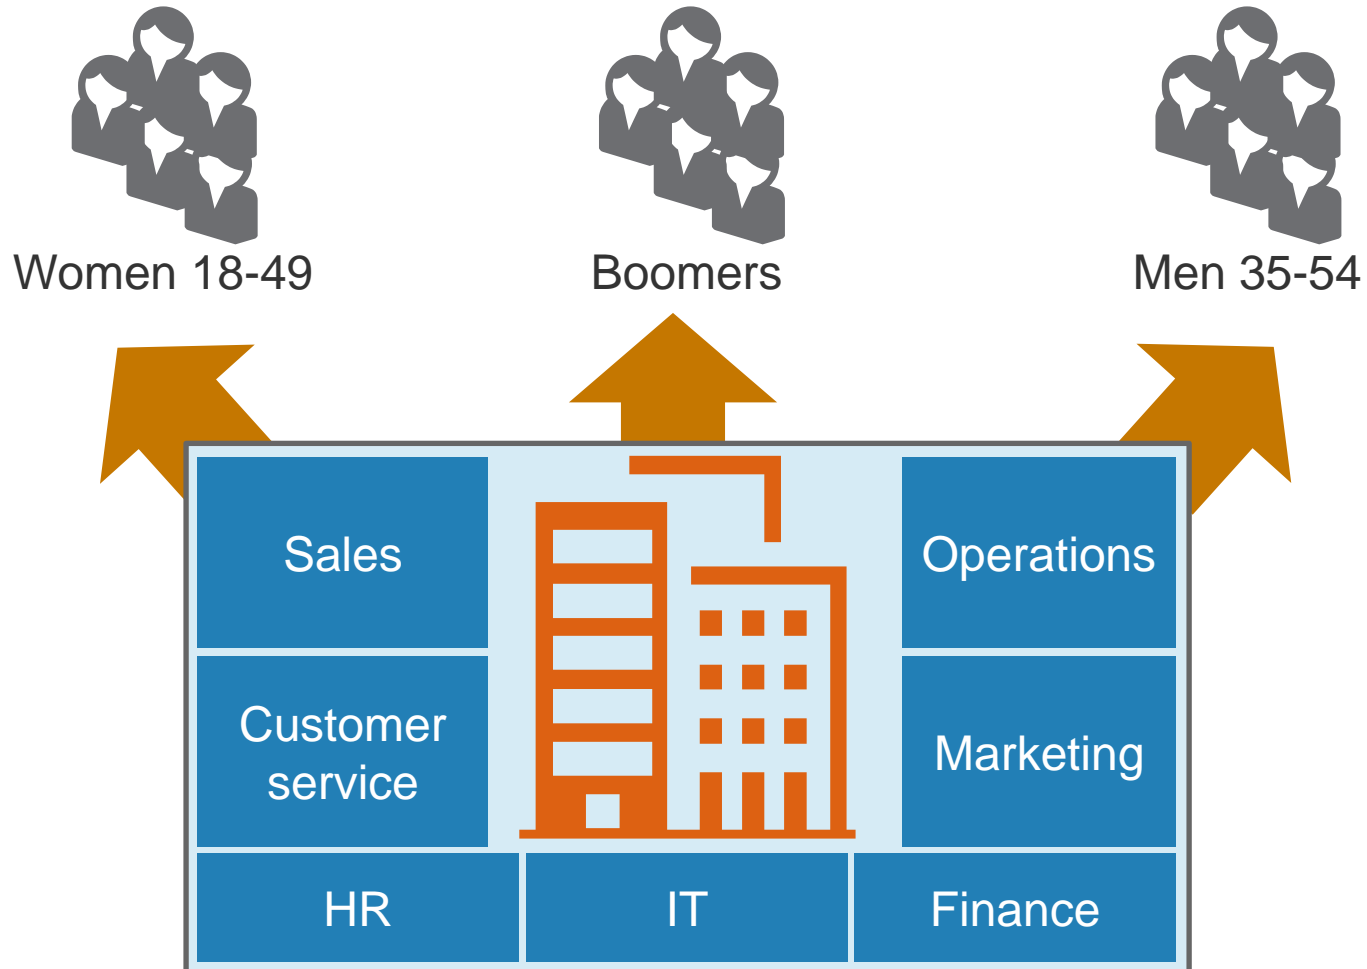 Women 18-49
Boomers
Men 35-54
Sales
Operations
Customer
service
Marketing
HR
IT
Finance